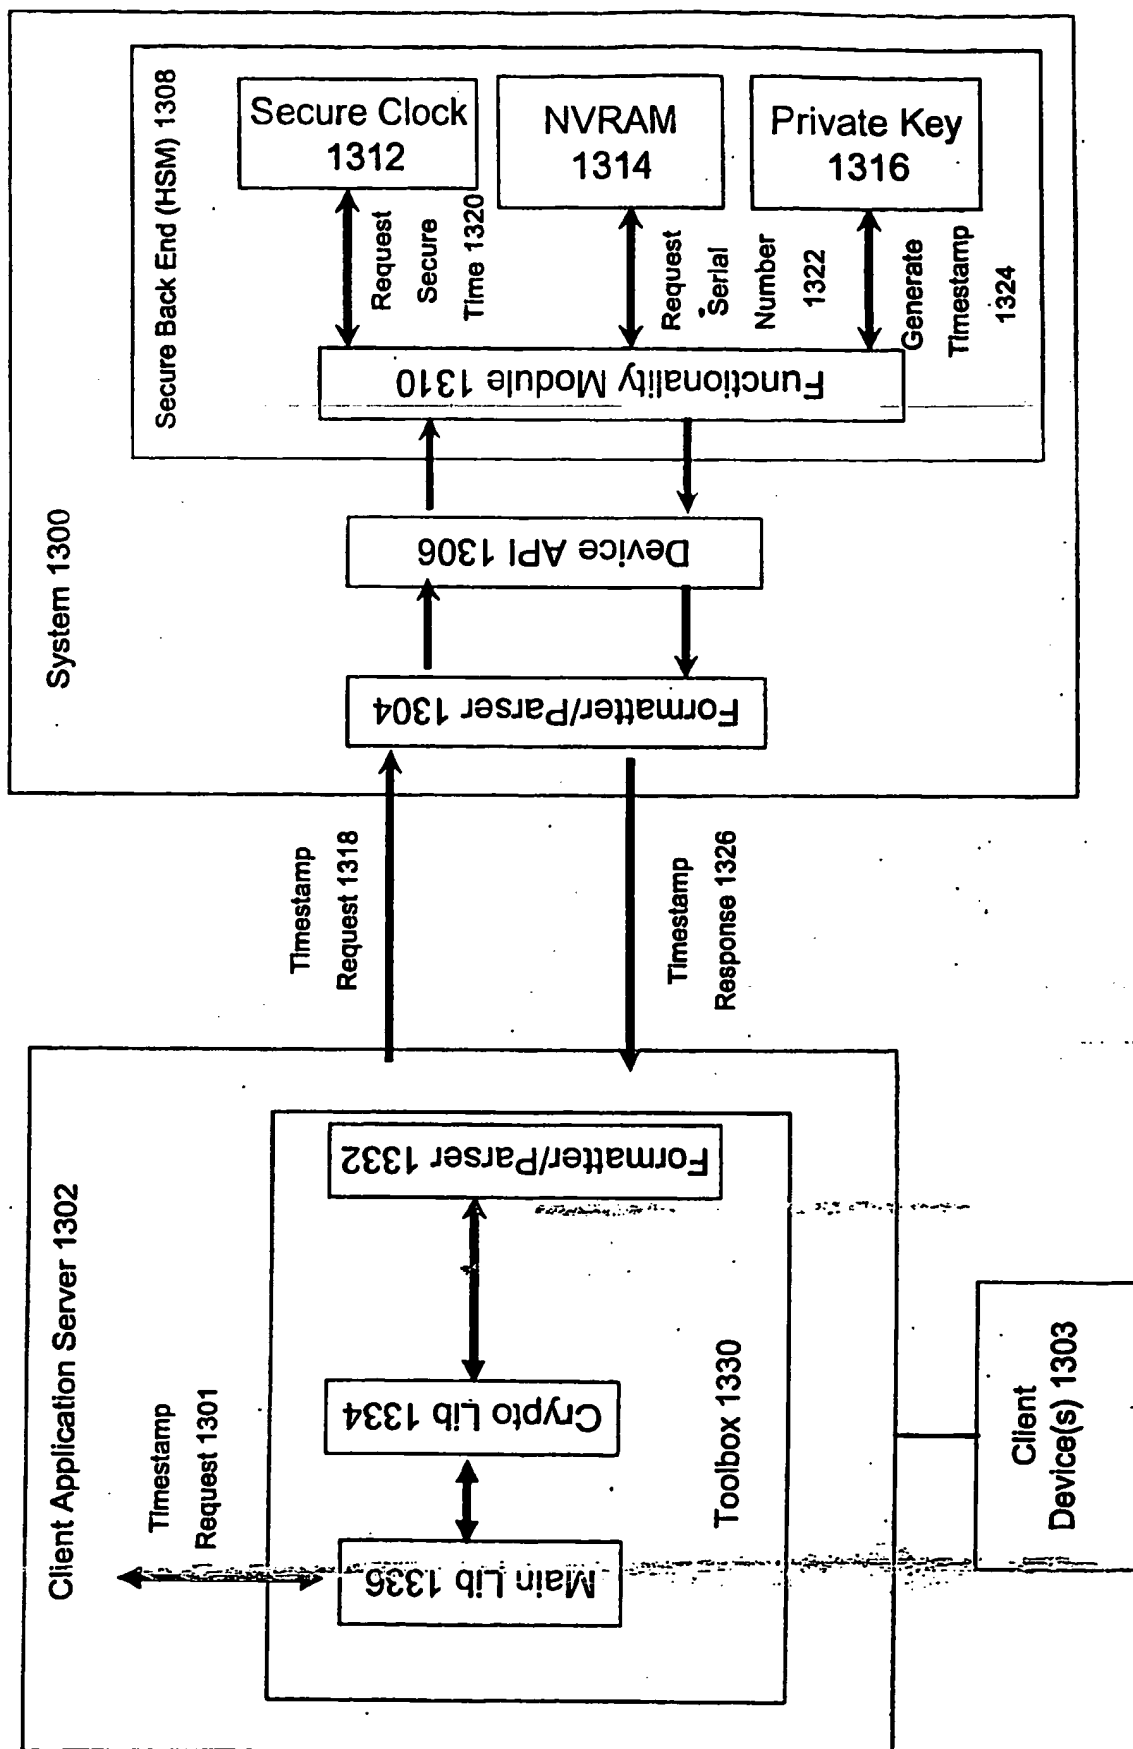 System 1300
Secure Back End (HSM) 1308
Secure Clock
1312
NVRAM
1314
Private Key
1316
Request
Secure
Time 1320
Request
Serial
Number
1322
Generate
Timestamp
1324
Functionality Module 1310
Device API 1306
Formatter/Parser 1304
Timestamp
Request 1318
Timestamp
Response 1326
Client Application Server 1302
Timestamp
Request 1301
Formatter/Parser 1332
Crypto Lib 1334
Main Lib 1336
Toolbox 1330
Client
Device(s) 1303